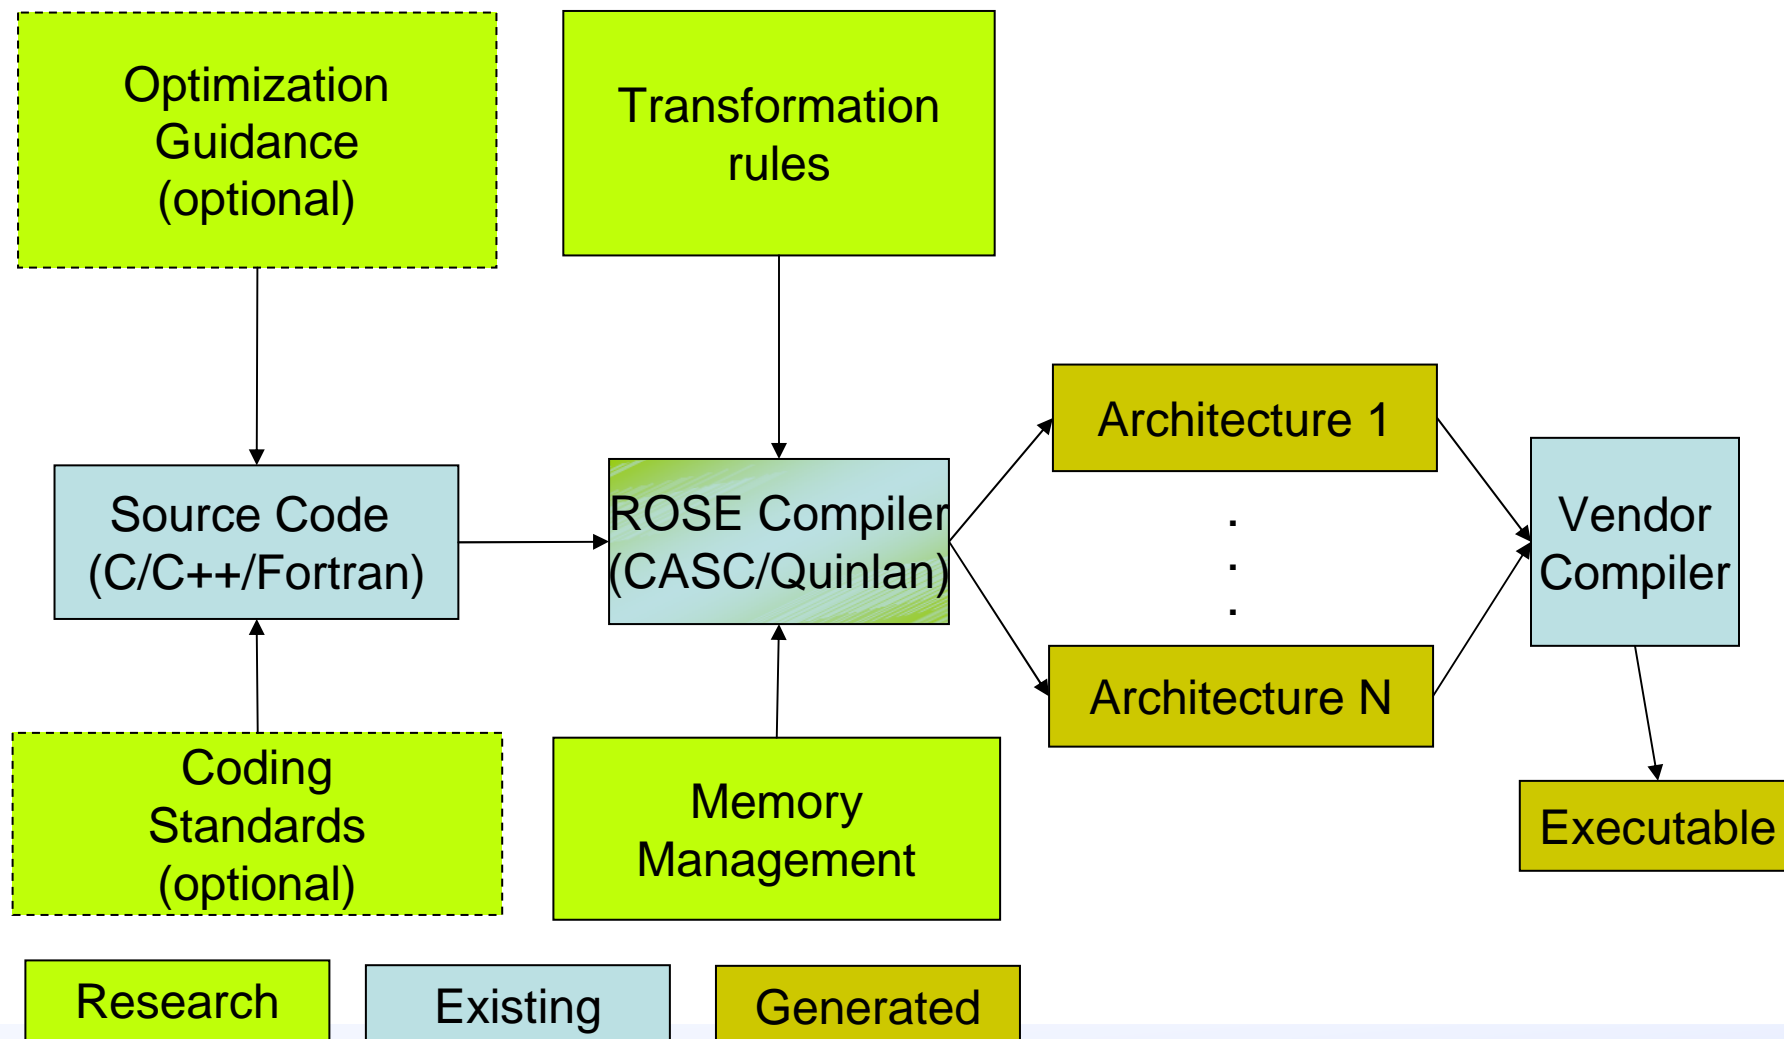 Optimization
Guidance
(optional)
Transformation
rules
Source Code
(C/C++/Fortran)
ROSE Compiler
(CASC/Quinlan)
Architecture 1
.
.
.
Architecture N
Vendor
Compiler
Coding
Standards
(optional)
Memory
Management
Executable
Research
Existing
Generated